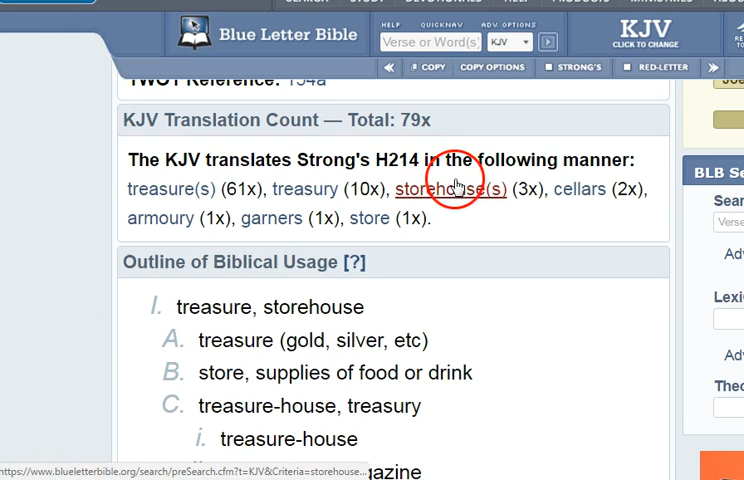 HELP QUICKNAV ADV. OPTIONS
Blue Letter Bible Verse or Word(s) KJV KJV
CLICK TO CHANGE
COPY COPY OPTIONS STRONG'S RED-LETTER
KJV Translation Count — Total: 79x
The KJV translates Strong's H214 in the following manner:
treasure(s) (61x), treasury (10x), storehouse(s) (3x), cellars (2x),
armoury (1x), garners (1x), store (1x).
BLB Se
Sear
Verse
Adv
Outline of Biblical Usage [?]
I. treasure, storehouse
Lexi
A. treasure (gold, silver, etc)
Adv
B. store, supplies of food or drink
Theo
C. treasure-house, treasury
i. treasure-house
https://www.blueletterbible.org/search/preSearch.cfm?t=KJV&Criteria=storehouse... gazine